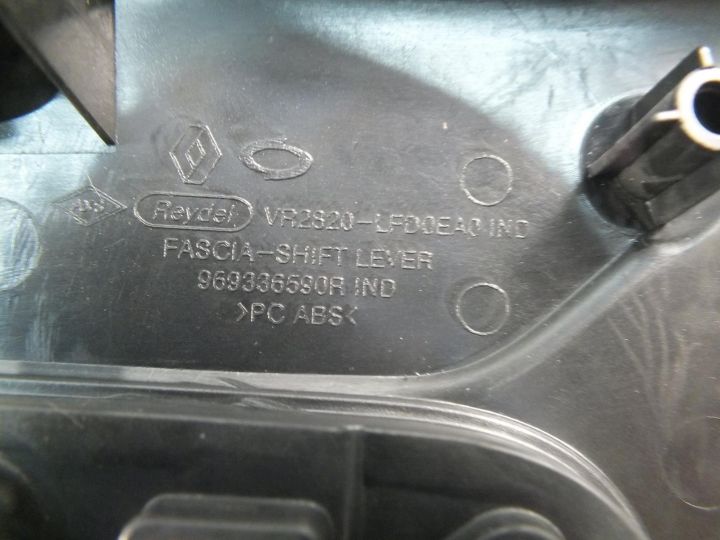 Reydel VR2820-LFD0EA0 IND
FASCIA-SHIFT LEVER
969336590R IND
>PC ABS<